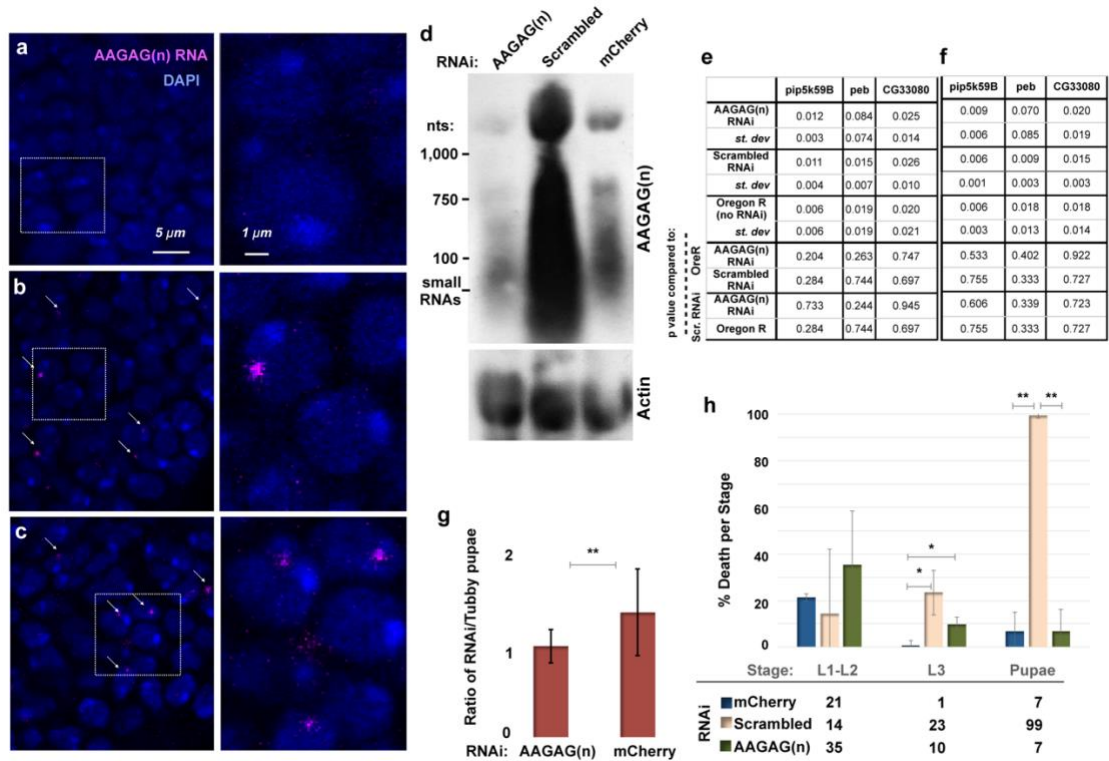 a
AAGAG(n) RNA
DAPI
5 µm
1 µm
b
c
d
RNAi:
AAGAG(n)
Scrambled
mCherry
nts:
1,000
750
100
small
RNAs
AAGAG(n)
Actin
e
pip5k59B peb CG33080
AAGAG(n) RNAi 0.012 0.084 0.025
st. dev 0.003 0.074 0.014
Scrambled RNAi 0.011 0.015 0.026
st. dev 0.004 0.007 0.010
Oregon R (no RNAi) 0.006 0.019 0.020
st. dev 0.006 0.019 0.021
p value compared to:
OreR
AAGAG(n) RNAi 0.204 0.263 0.747
Scrambled RNAi 0.284 0.744 0.697
Scr. RNAi
AAGAG(n) RNAi 0.733 0.244 0.945
Oregon R 0.284 0.744 0.697
f
pip5k59B peb CG33080
0.009 0.070 0.020
0.006 0.085 0.019
0.006 0.009 0.015
0.001 0.003 0.003
0.006 0.018 0.018
0.003 0.013 0.014
0.533 0.402 0.922
0.755 0.333 0.727
0.606 0.339 0.723
0.755 0.333 0.727
g
Ratio of RNAi/Tubby pupae
2
1
0
**
RNAi: AAGAG(n) mCherry
h
% Death per Stage
100
80
60
40
20
0
*
*
** **
Stage: L1-L2 L3 Pupae
RNAi
mCherry 21 1 7
Scrambled 14 23 99
AAGAG(n) 35 10 7